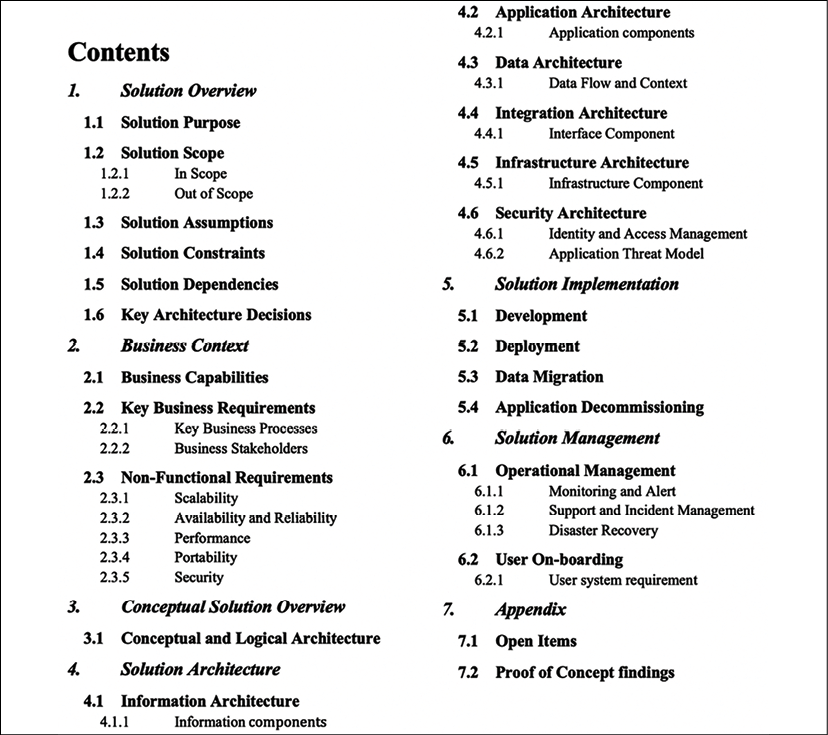 Contents
1. Solution Overview
1.1 Solution Purpose
1.2 Solution Scope
1.2.1 In Scope
1.2.2 Out of Scope
1.3 Solution Assumptions
1.4 Solution Constraints
1.5 Solution Dependencies
1.6 Key Architecture Decisions
2. Business Context
2.1 Business Capabilities
2.2 Key Business Requirements
2.2.1 Key Business Processes
2.2.2 Business Stakeholders
2.3 Non-Functional Requirements
2.3.1 Scalability
2.3.2 Availability and Reliability
2.3.3 Performance
2.3.4 Portability
2.3.5 Security
3. Conceptual Solution Overview
3.1 Conceptual and Logical Architecture
4. Solution Architecture
4.1 Information Architecture
4.1.1 Information components
4.2 Application Architecture
4.2.1 Application components
4.3 Data Architecture
4.3.1 Data Flow and Context
4.4 Integration Architecture
4.4.1 Interface Component
4.5 Infrastructure Architecture
4.5.1 Infrastructure Component
4.6 Security Architecture
4.6.1 Identity and Access Management
4.6.2 Application Threat Model
5. Solution Implementation
5.1 Development
5.2 Deployment
5.3 Data Migration
5.4 Application Decommissioning
6. Solution Management
6.1 Operational Management
6.1.1 Monitoring and Alert
6.1.2 Support and Incident Management
6.1.3 Disaster Recovery
6.2 User On-boarding
6.2.1 User system requirement
7. Appendix
7.1 Open Items
7.2 Proof of Concept findings